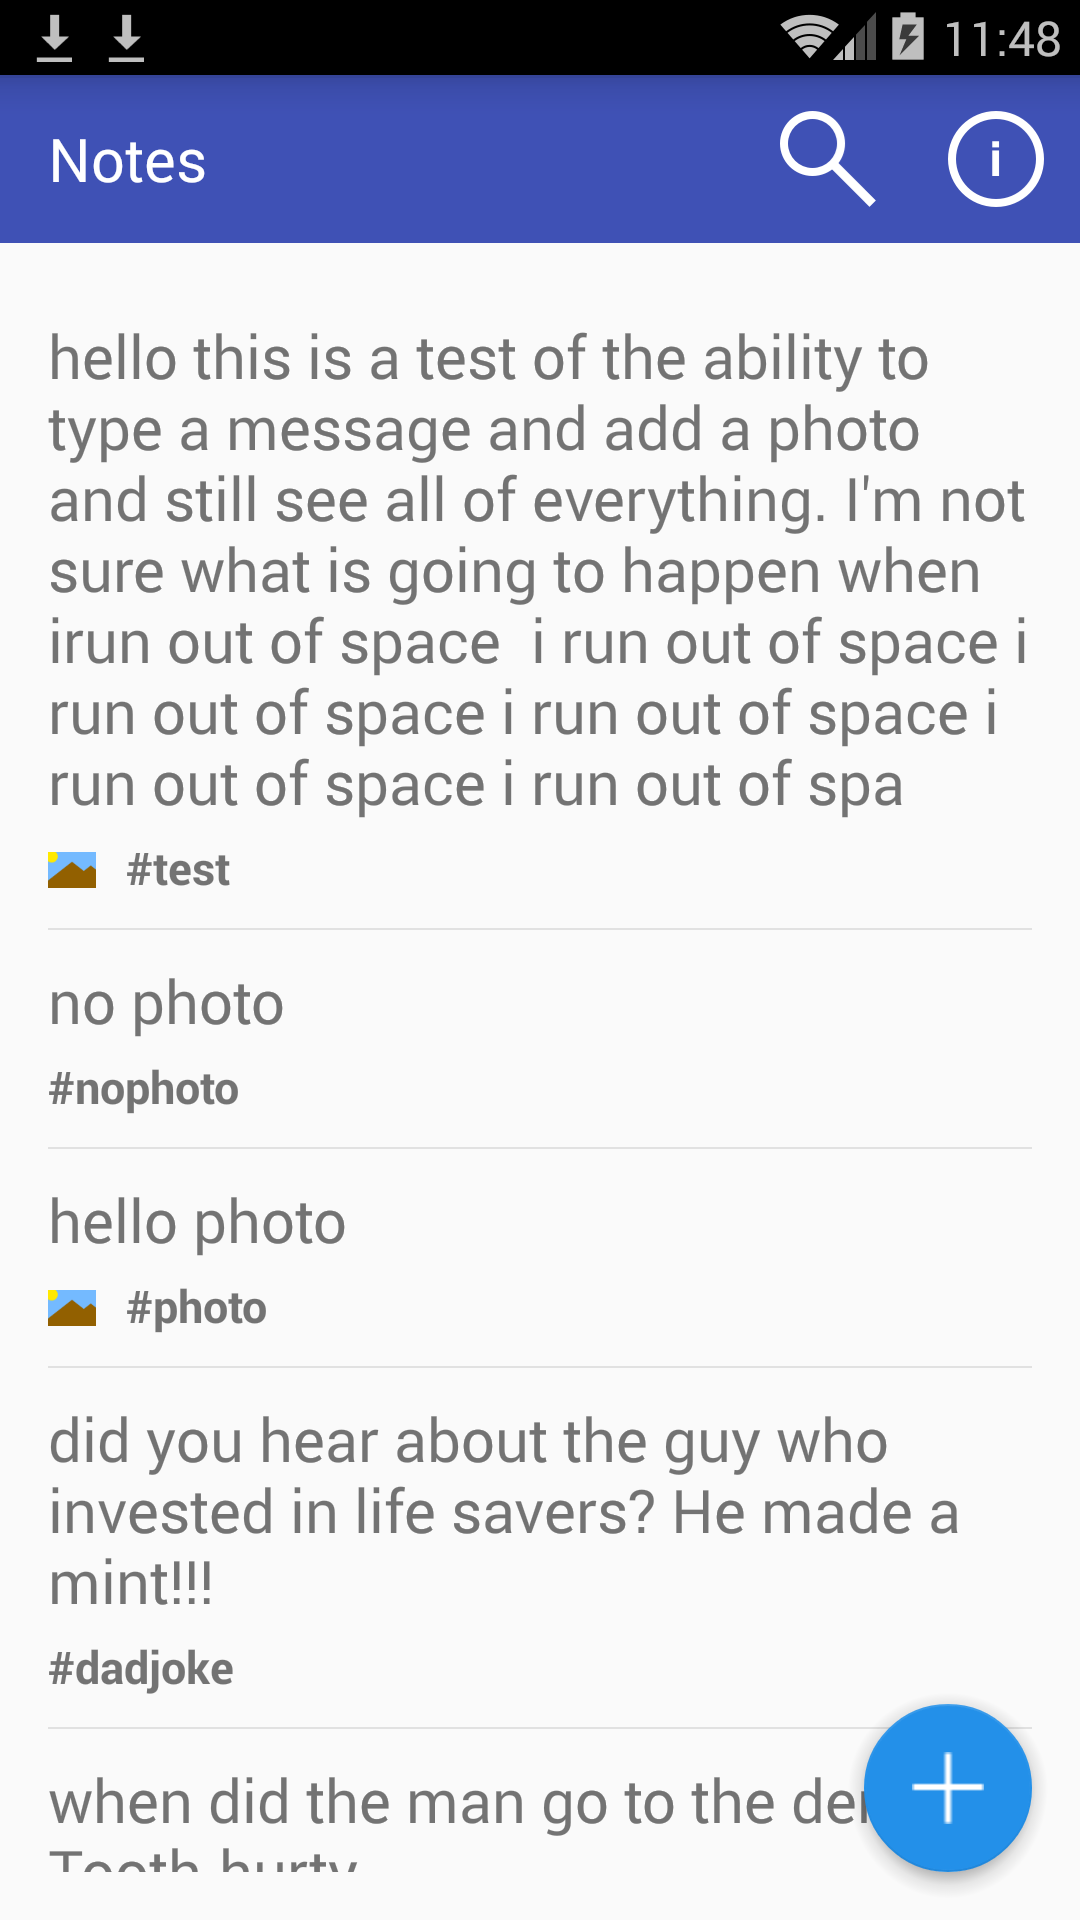 11:48
Notes
i
hello this is a test of the ability to
type a message and add a photo
and still see all of everything. I'm not
sure what is going to happen when
irun out of space  i run out of space i
run out of space i run out of space i
run out of space i run out of spa
#test
no photo
#nophoto
hello photo
#photo
did you hear about the guy who
invested in life savers? He made a
mint!!!
#dadjoke
when did the man go to the
Tooth hurty